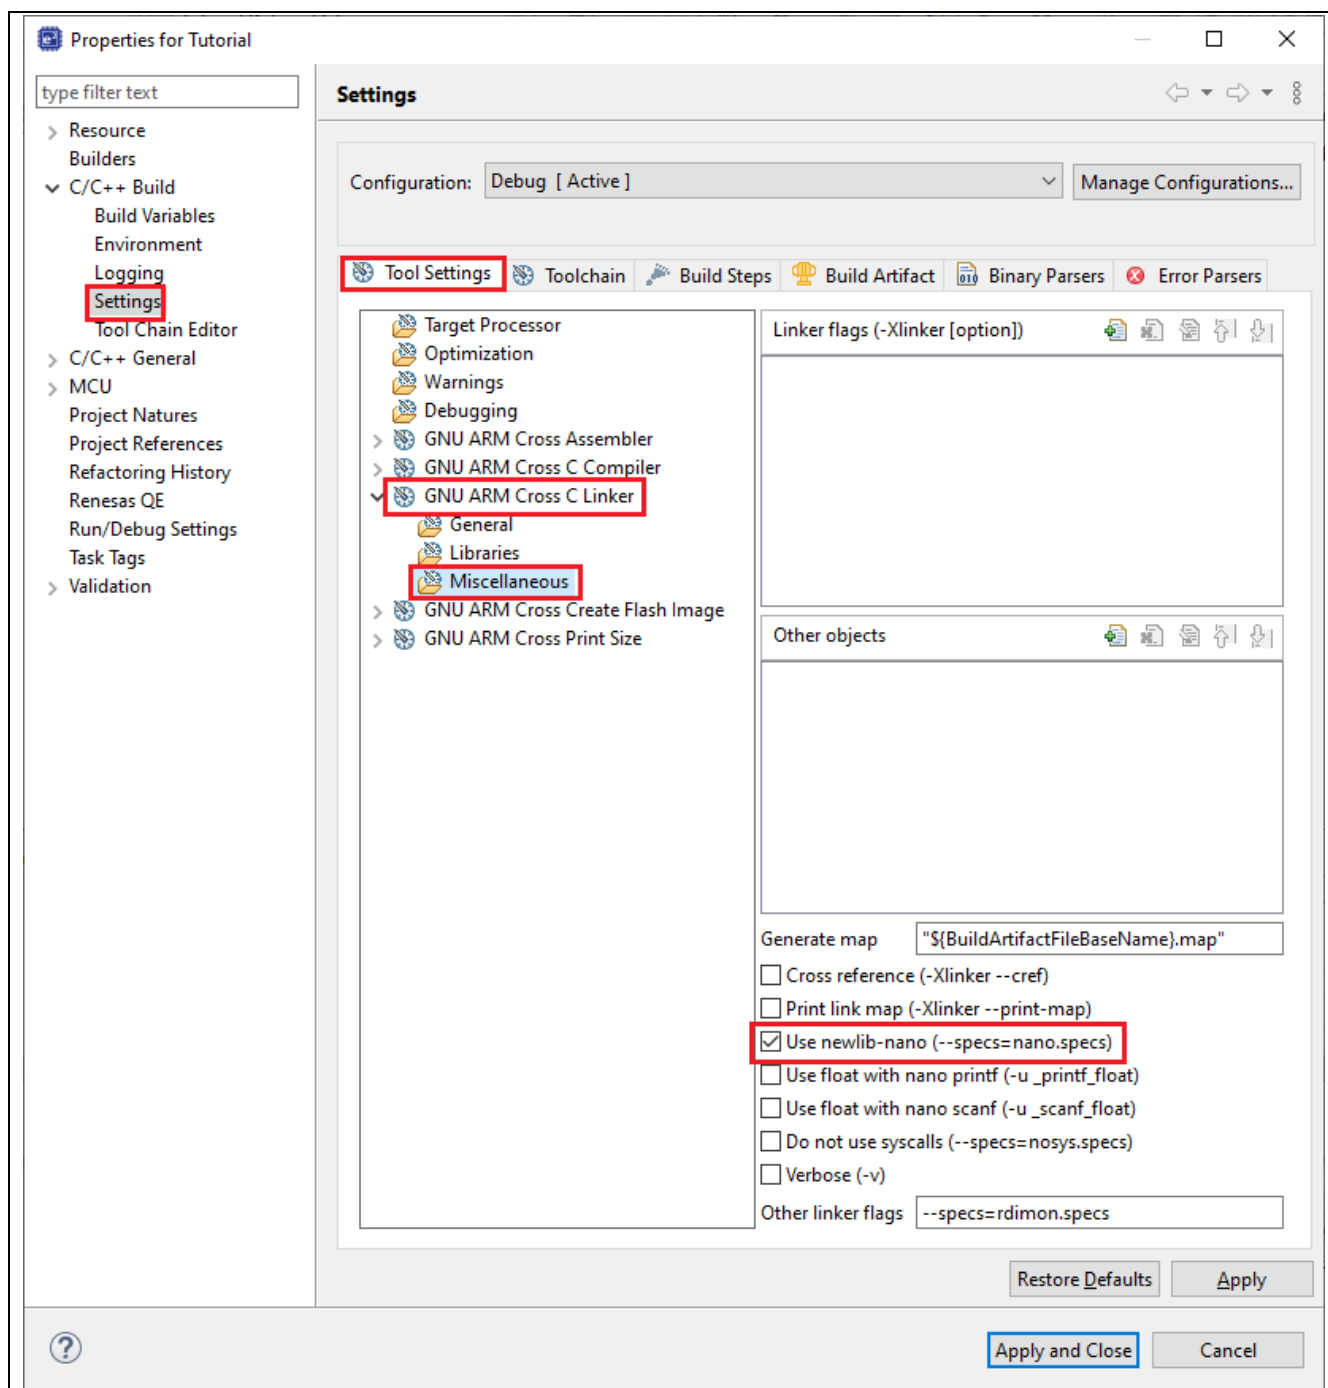 Properties for Tutorial
type filter text
Resource
Builders
C/C++ Build
Build Variables
Environment
Logging
Settings
Tool Chain Editor
C/C++ General
MCU
Project Natures
Project References
Refactoring History
Renesas QE
Run/Debug Settings
Task Tags
Validation
Settings
Configuration: Debug [ Active ] Manage Configurations...
Tool Settings Toolchain Build Steps Build Artifact Binary Parsers Error Parsers
Target Processor
Optimization
Warnings
Debugging
GNU ARM Cross Assembler
GNU ARM Cross C Compiler
GNU ARM Cross C Linker
General
Libraries
Miscellaneous
GNU ARM Cross Create Flash Image
GNU ARM Cross Print Size
Linker flags (-Xlinker [option])
Other objects
Generate map "${BuildArtifactFileBaseName}.map"
Cross reference (-Xlinker --cref)
Print link map (-Xlinker --print-map)
Use newlib-nano (--specs=nano.specs)
Use float with nano printf (-u _printf_float)
Use float with nano scanf (-u _scanf_float)
Do not use syscalls (--specs=nosys.specs)
Verbose (-v)
Other linker flags --specs=rdimon.specs
Restore Defaults Apply
? Apply and Close Cancel